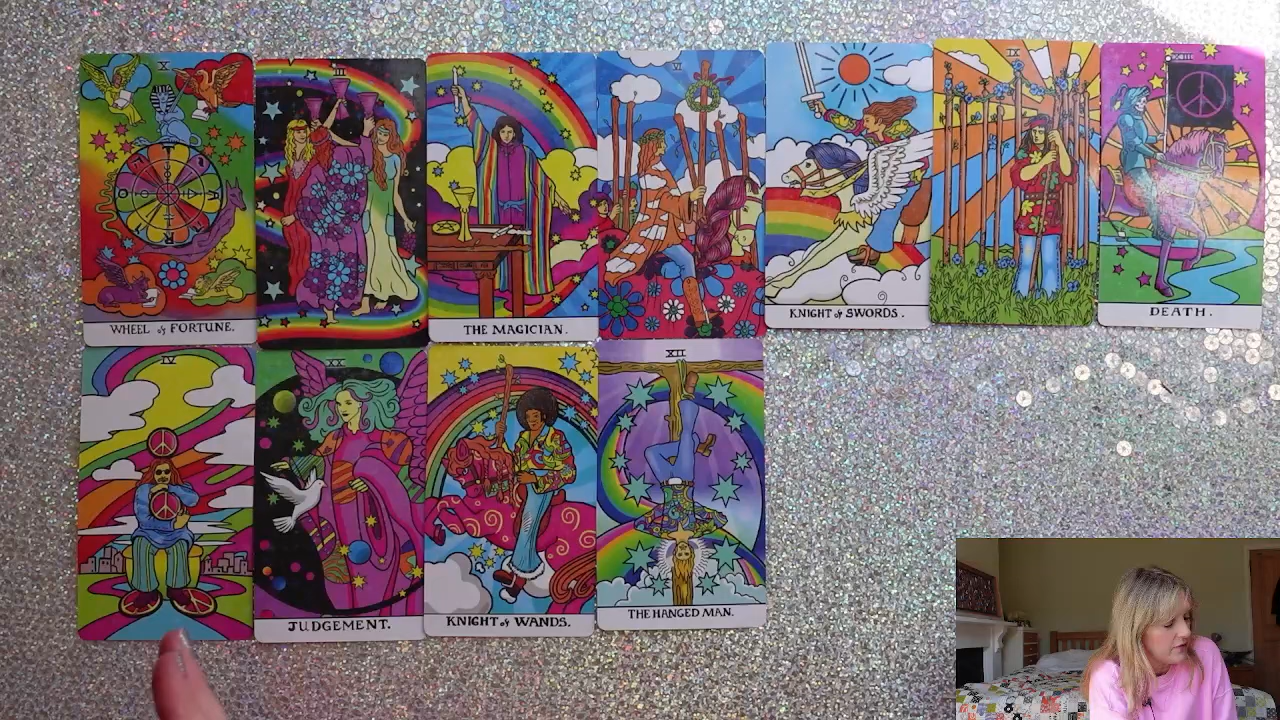 X
III
I
VI
IX
XIII
WHEEL of FORTUNE.
THE MAGICIAN.
KNIGHT of SWORDS.
DEATH.
IV
XX
XII
JUDGEMENT.
KNIGHT of WANDS.
THE HANGED MAN.